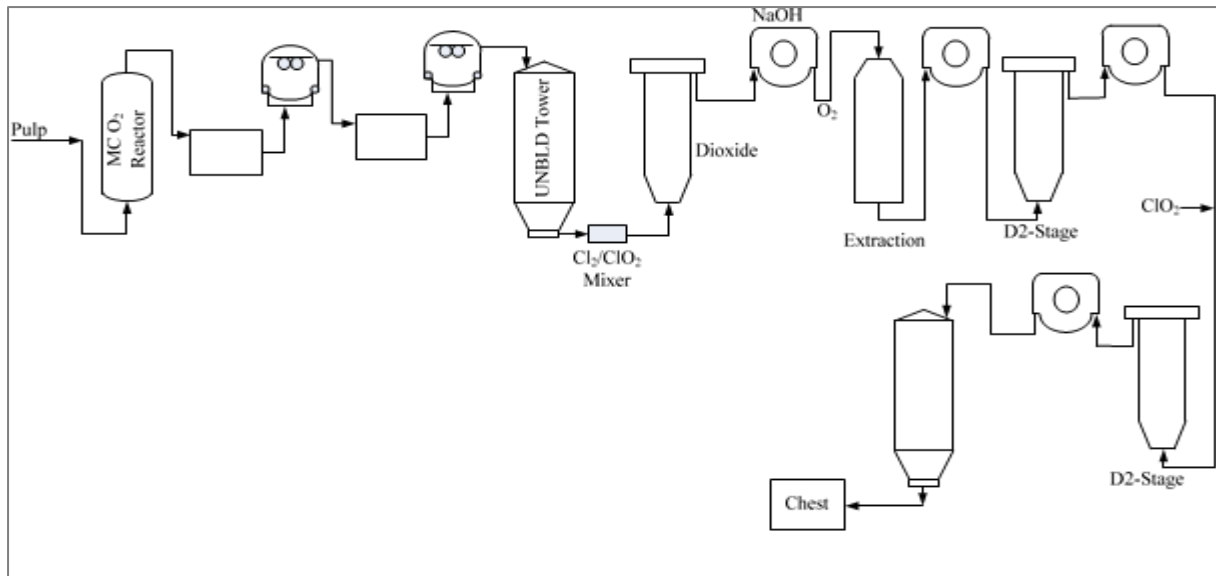 Pulp
MC O₂
Reactor
UNBLD Tower
Cl₂/ClO₂
Mixer
Dioxide
NaOH
O₂
Extraction
D2-Stage
ClO₂
D2-Stage
Chest